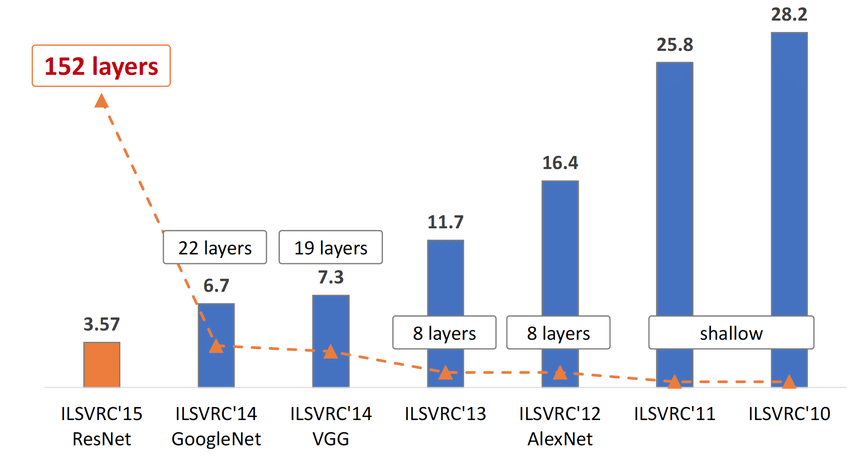 28.2
25.8
152 layers
16.4
11.7
22 layers
19 layers
6.7
7.3
3.57
8 layers
8 layers
shallow
ILSVRC'15
ResNet
ILSVRC'14
GoogleNet
ILSVRC'14
VGG
ILSVRC'13
ILSVRC'12
AlexNet
ILSVRC'11
ILSVRC'10